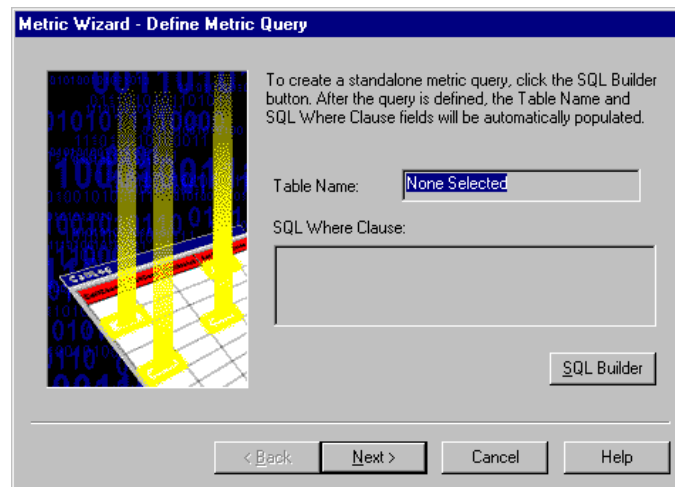 Metric Wizard - Define Metric Query
To create a standalone metric query, click the SQL Builder
button. After the query is defined, the Table Name and
SQL Where Clause fields will be automatically populated.
Table Name:
None Selected
SQL Where Clause:
SQL Builder
< Back
Next >
Cancel
Help